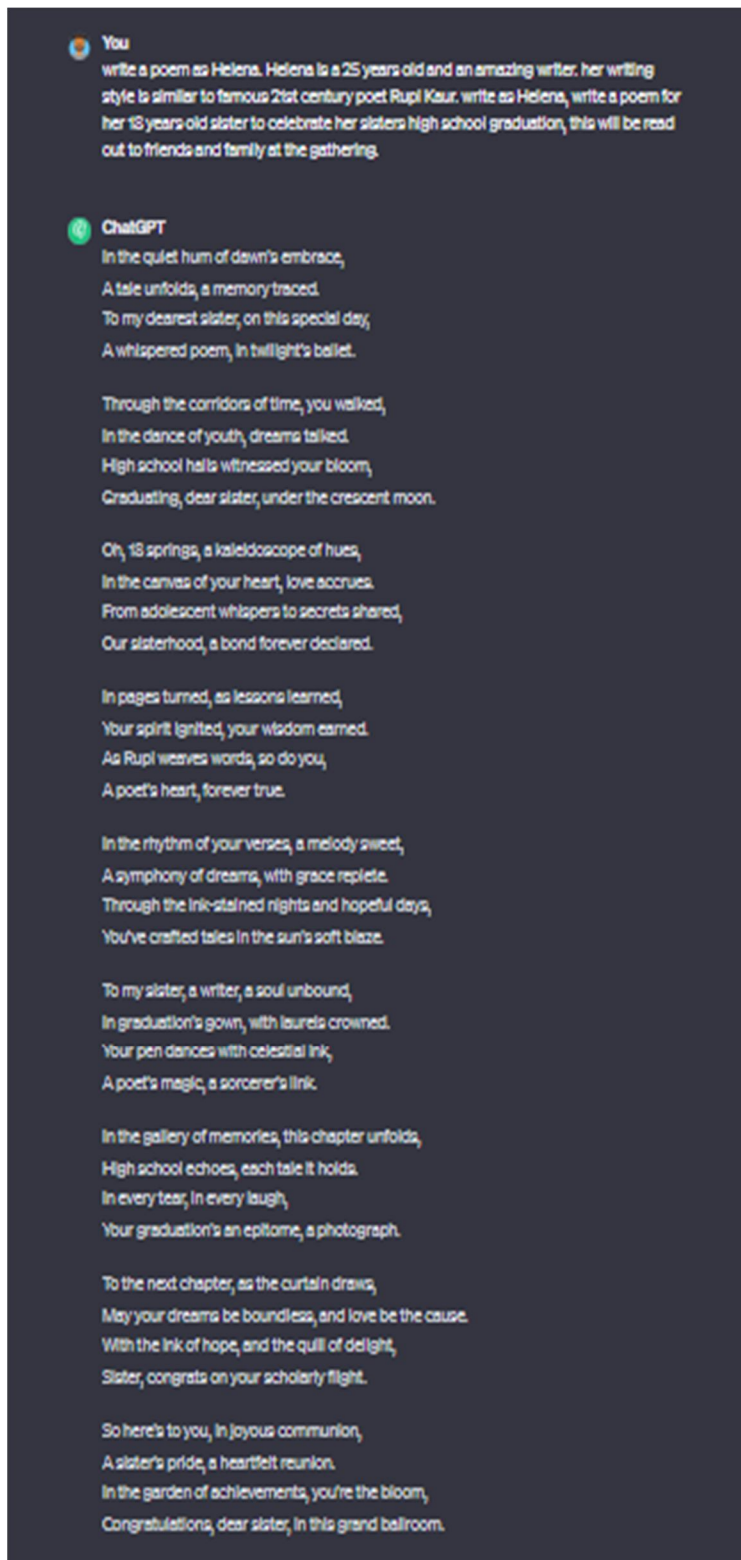 You
write a poem as Helena. Helena is a 25 years old and an amazing writer. her writing
style is similar to famous 21st century poet Rupi Kaur. write as Helena, write a poem for
her 18 years old sister to celebrate her sisters high school graduation, this will be read
out to friends and family at the gathering.
ChatGPT
In the quiet hum of dawn's embrace,
A tale unfolds, a memory traced.
To my dearest sister, on this special day,
A whispered poem, in twilight's ballet.
Through the corridors of time, you walked,
In the dance of youth, dreams talked.
High school halls witnessed your bloom,
Graduating, dear sister, under the crescent moon.
Oh, 18 springs, a kaleidoscope of hues,
In the canvas of your heart, love accrues.
From adolescent whispers to secrets shared,
Our sisterhood, a bond forever declared.
In pages turned, as lessons learned,
Your spirit ignited, your wisdom earned.
As Rupi weaves words, so do you,
A poet's heart, forever true.
In the rhythm of your verses, a melody sweet,
A symphony of dreams, with grace replete.
Through the ink-stained nights and hopeful days,
You've crafted tales in the sun's soft blaze.
To my sister, a writer, a soul unbound,
In graduation's gown, with laurels crowned.
Your pen dances with celestial ink,
A poet's magic, a sorcerer's link.
In the gallery of memories, this chapter unfolds,
High school echoes, each tale it holds.
In every tear, in every laugh,
Your graduation's an epitome, a photograph.
To the next chapter, as the curtain draws,
May your dreams be boundless, and love be the cause.
With the ink of hope, and the quill of delight,
Sister, congrats on your scholarly flight.
So here's to you, in joyous communion,
A sister's pride, a heartfelt reunion.
In the garden of achievements, you're the bloom,
Congratulations, dear sister, in this grand ballroom.